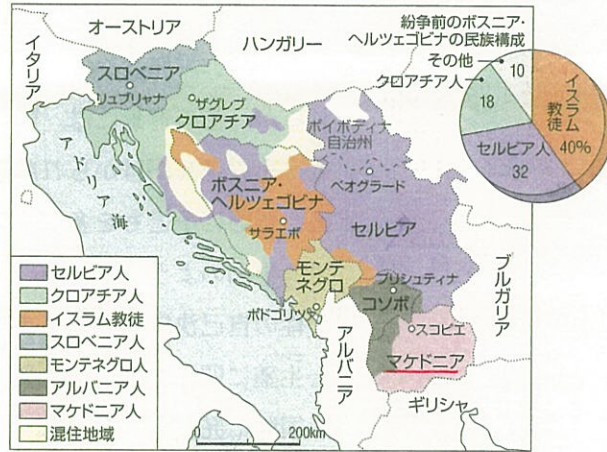 紛争前のボスニア・
ヘルツェゴビナの民族構成
その他
10
クロアチア人
18
セルビア人
32
イスラム
教徒
40%
オーストリア
ハンガリー
イタリア
スロベニア
リュブリャナ
ザグレブ
クロアチア
ボイボディナ
自治州
アドリア海
ボスニア・
ヘルツェゴビナ
ベオグラード
サラエボ
セルビア
モンテ
ネグロ
プリシュティナ
コソボ
ポドゴリツァ
スコピエ
マケドニア
アルバニア
ブルガリア
ギリシャ
セルビア人
クロアチア人
イスラム教徒
スロベニア人
モンテネグロ人
アルバニア人
マケドニア人
混住地域
0
200km